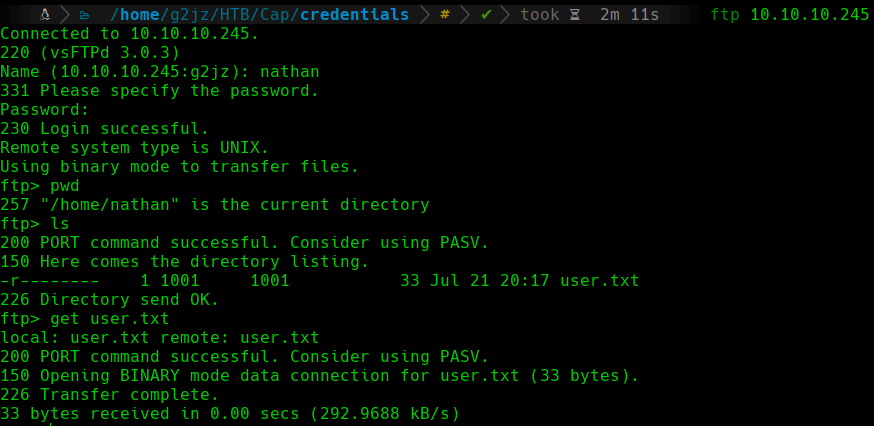 /home/g2jz/HTB/Cap/credentials # ✔ took ⌛ 2m 11s ftp 10.10.10.245
Connected to 10.10.10.245.
220 (vsFTPd 3.0.3)
Name (10.10.10.245:g2jz): nathan
331 Please specify the password.
Password:
230 Login successful.
Remote system type is UNIX.
Using binary mode to transfer files.
ftp> pwd
257 "/home/nathan" is the current directory
ftp> ls
200 PORT command successful. Consider using PASV.
150 Here comes the directory listing.
-r--------    1 1001     1001           33 Jul 21 20:17 user.txt
226 Directory send OK.
ftp> get user.txt
local: user.txt remote: user.txt
200 PORT command successful. Consider using PASV.
150 Opening BINARY mode data connection for user.txt (33 bytes).
226 Transfer complete.
33 bytes received in 0.00 secs (292.9688 kB/s)